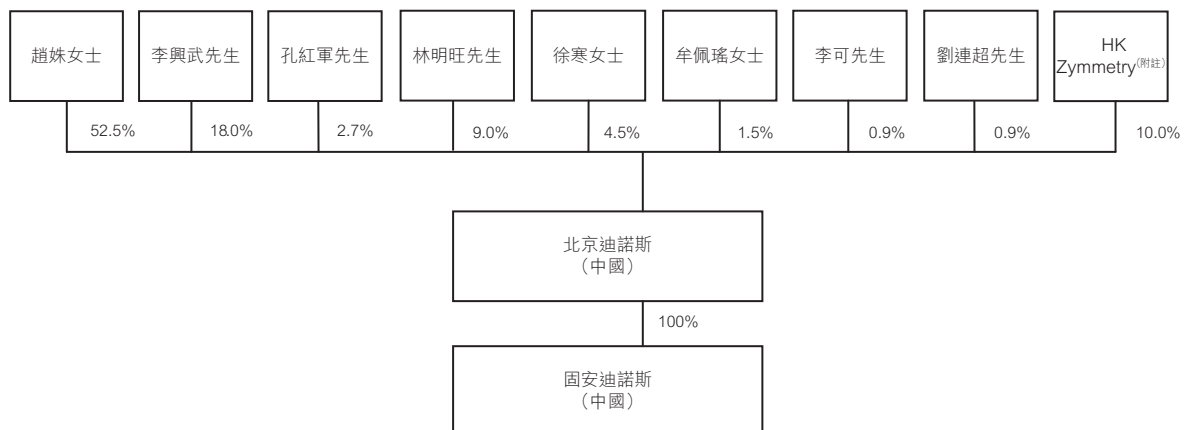 趙姝女士
李興武先生
孔紅軍先生
林明旺先生
徐寒女士
牟佩瑤女士
李可先生
劉連超先生
HK
Zymmetry(附註)
52.5%
18.0%
2.7%
9.0%
4.5%
1.5%
0.9%
0.9%
10.0%
北京迪諾斯
（中國）
100%
固安迪諾斯
（中國）